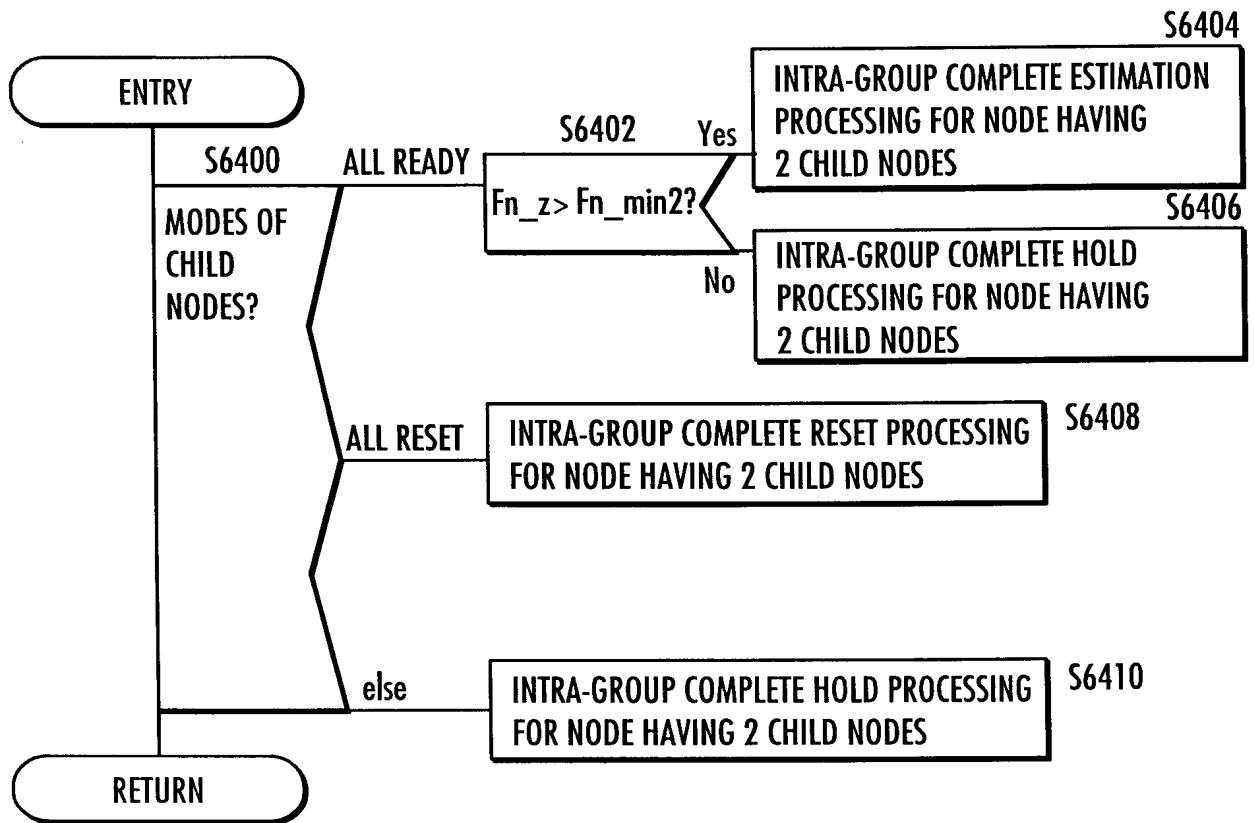 ENTRY
S6400
MODES OF
CHILD
NODES?
ALL READY
S6402
Fn_z> Fn_min2?
Yes
S6404
INTRA-GROUP COMPLETE ESTIMATION
PROCESSING FOR NODE HAVING
2 CHILD NODES
No
S6406
INTRA-GROUP COMPLETE HOLD
PROCESSING FOR NODE HAVING
2 CHILD NODES
ALL RESET
INTRA-GROUP COMPLETE RESET PROCESSING
FOR NODE HAVING 2 CHILD NODES
S6408
else
INTRA-GROUP COMPLETE HOLD PROCESSING
FOR NODE HAVING 2 CHILD NODES
S6410
RETURN